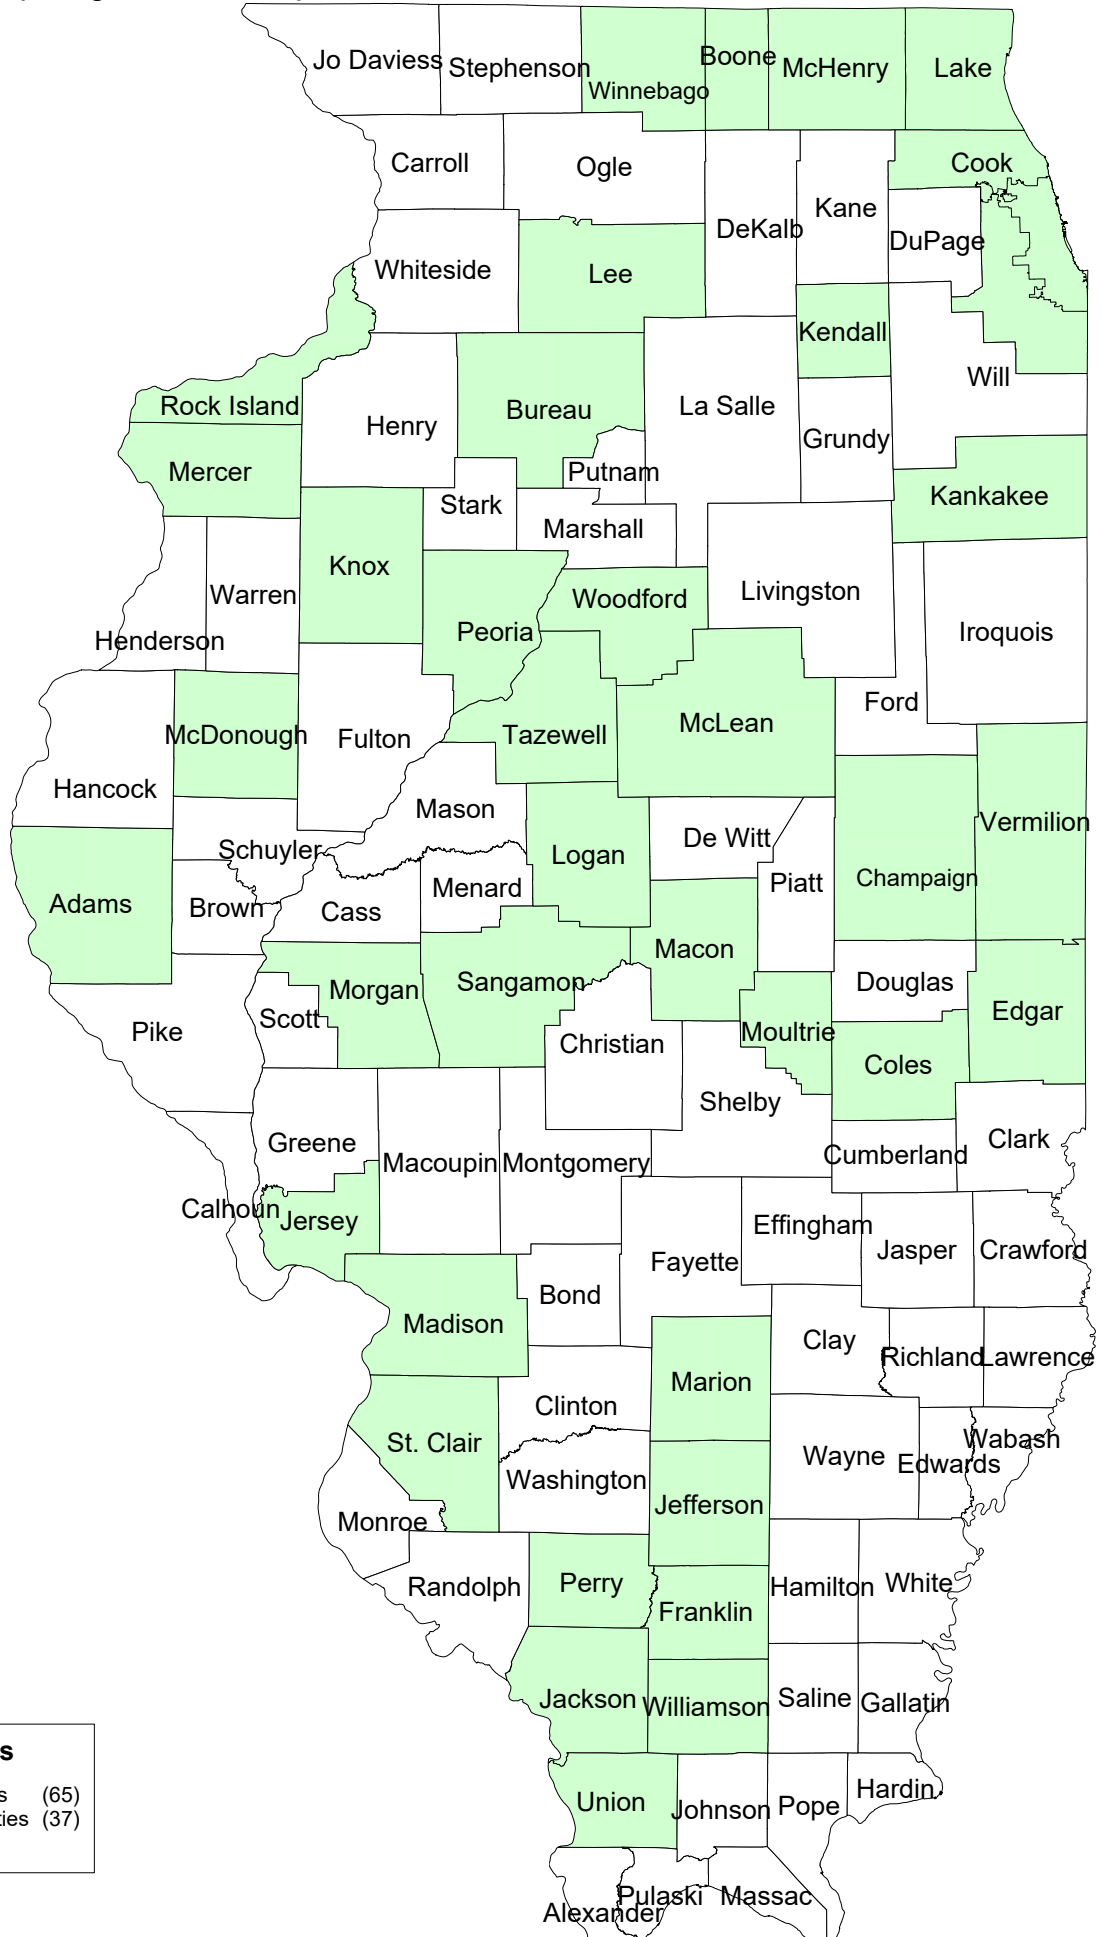 Jo Daviess
Stephenson
Winnebago
Boone
McHenry
Lake
Carroll
Ogle
Cook
DeKalb
Kane
DuPage
Whiteside
Lee
Kendall
Will
Rock Island
Henry
Bureau
La Salle
Grundy
Mercer
Putnam
Stark
Marshall
Kankakee
Knox
Warren
Henderson
Peoria
Woodford
Livingston
Iroquois
Ford
McDonough
Fulton
Tazewell
McLean
Hancock
Mason
De Witt
Vermilion
Schuyler
Logan
Piatt
Champaign
Adams
Brown
Cass
Menard
Macon
Sangamon
Morgan
Douglas
Scott
Pike
Christian
Moultrie
Edgar
Coles
Shelby
Greene
Macoupin
Montgomery
Cumberland
Clark
Calhoun
Jersey
Fayette
Effingham
Jasper
Crawford
Bond
Madison
Clay
Richland
Lawrence
Marion
Clinton
St. Clair
Wayne
Edwards
Wabash
Washington
Jefferson
Monroe
Randolph
Perry
Franklin
Hamilton
White
Jackson
Williamson
Saline
Gallatin
Union
Johnson
Pope
Hardin
Alexander
Pulaski
Massac
s
s (65)
ties (37)